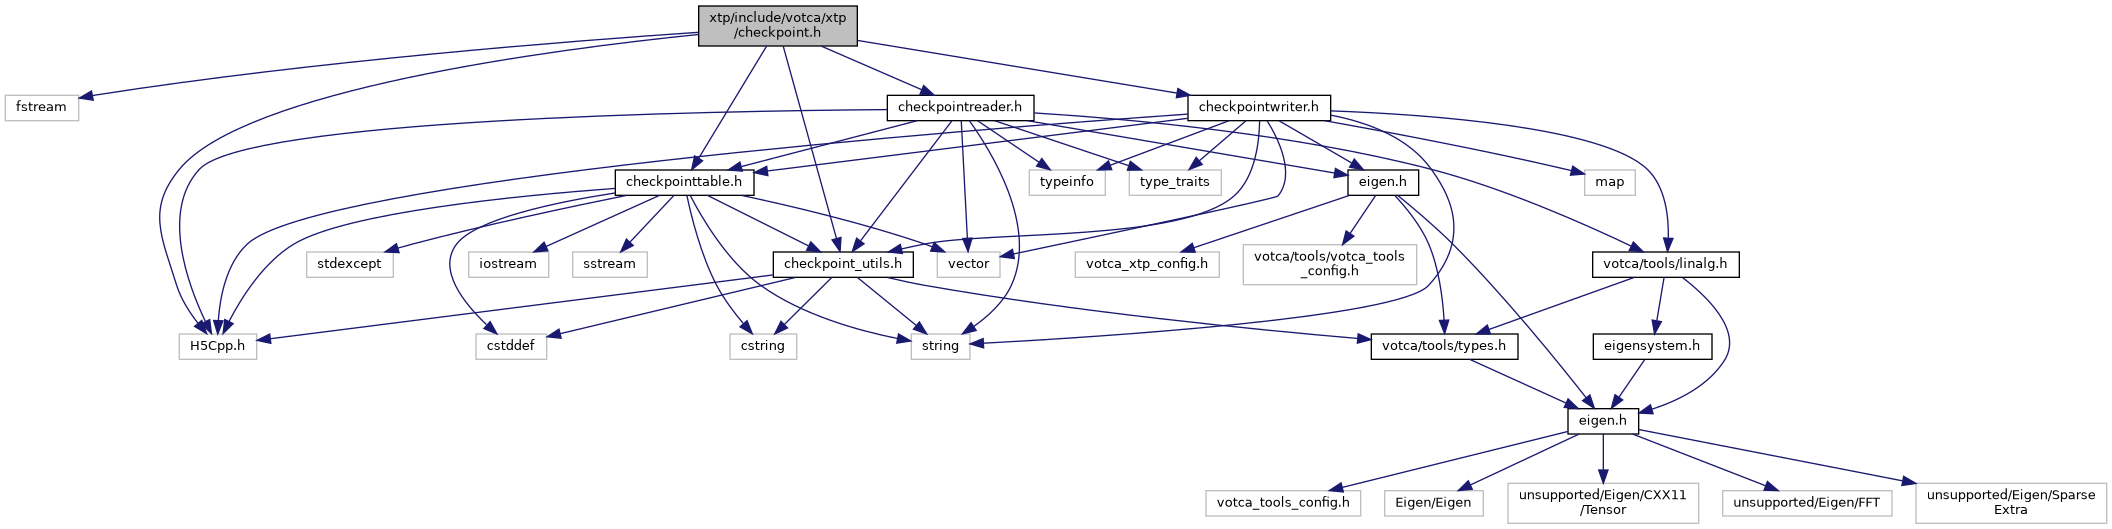 xtp/include/votca/xtp
/checkpoint.h
fstream
checkpointreader.h
checkpointwriter.h
checkpointtable.h
typeinfo
type_traits
eigen.h
map
stdexcept
iostream
sstream
checkpoint_utils.h
vector
votca_xtp_config.h
votca/tools/votca_tools
_config.h
votca/tools/linalg.h
H5Cpp.h
cstddef
cstring
string
votca/tools/types.h
eigensystem.h
eigen.h
votca_tools_config.h
Eigen/Eigen
unsupported/Eigen/CXX11
/Tensor
unsupported/Eigen/FFT
unsupported/Eigen/Sparse
Extra